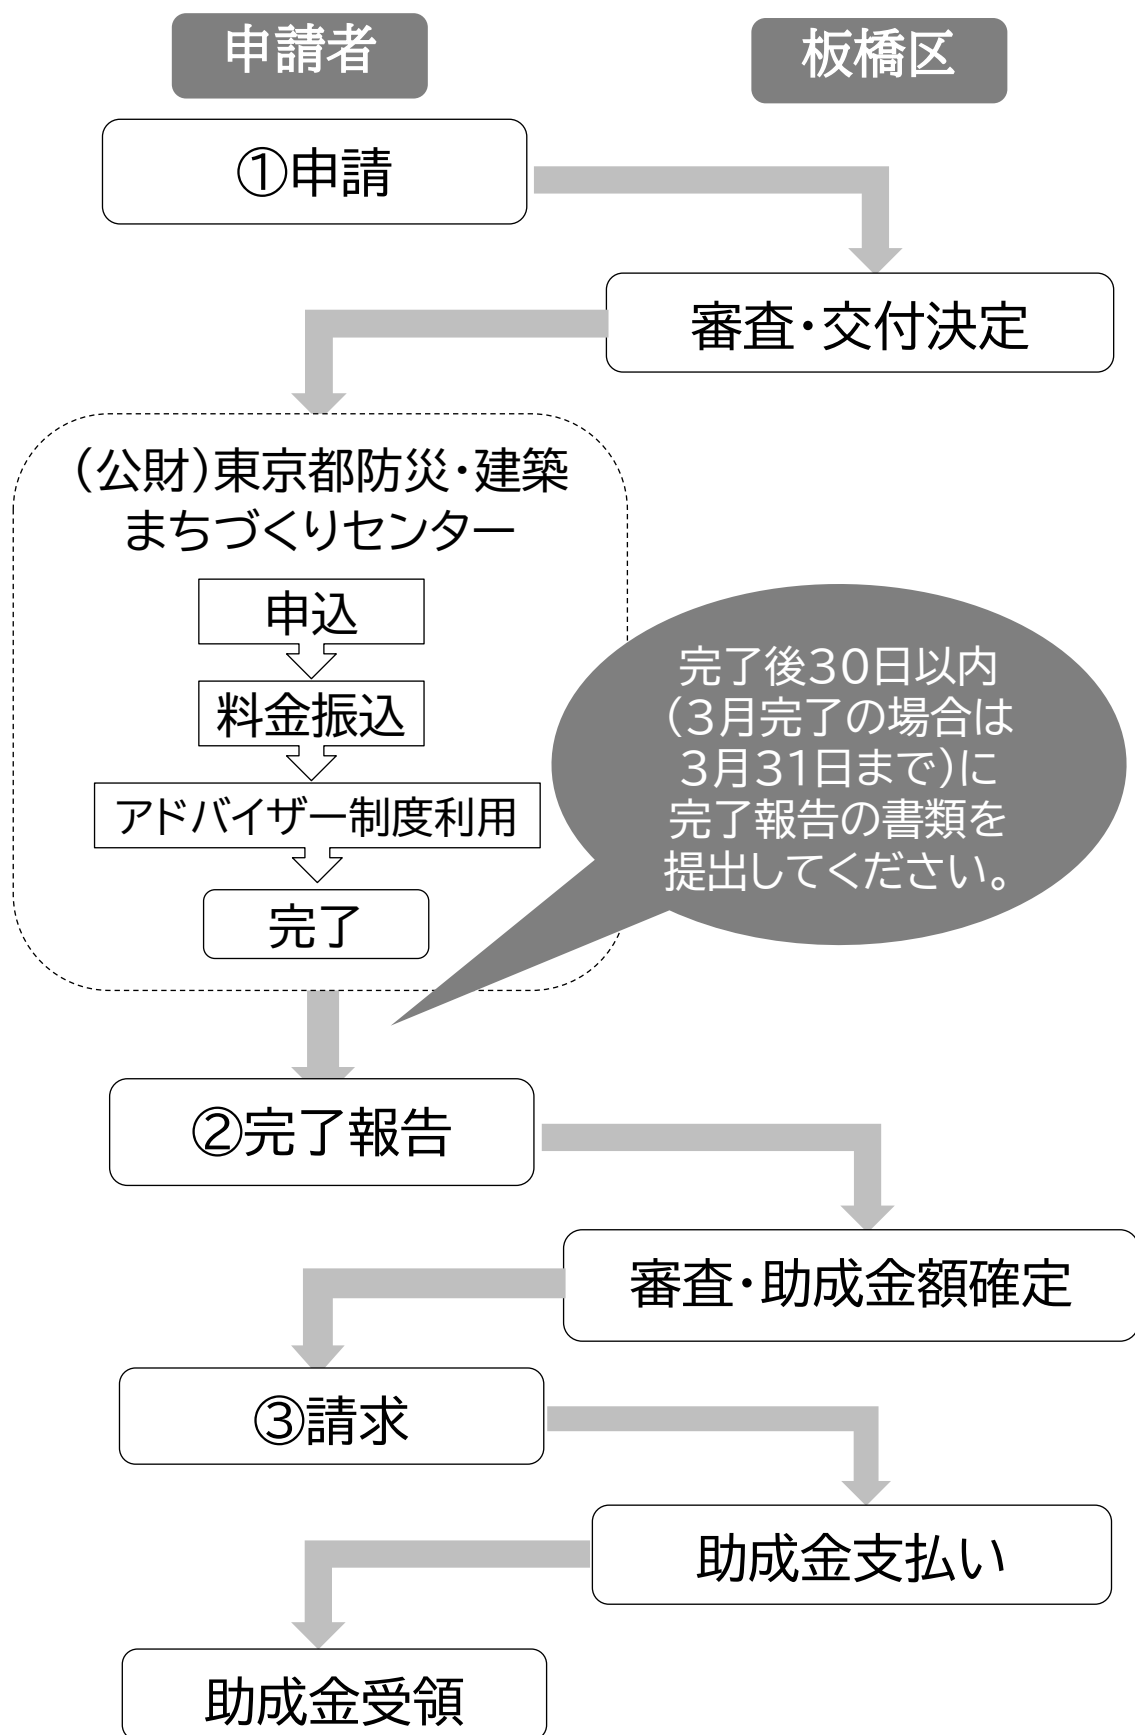 申請者
板橋区
①申請
審査・交付決定
（公財）東京都防災・建築
まちづくりセンター
申込
料金振込
アドバイザー制度利用
完了
完了後30日以内
（3月完了の場合は
3月31日まで）に
完了報告の書類を
提出してください。
②完了報告
審査・助成金額確定
③請求
助成金支払い
助成金受領